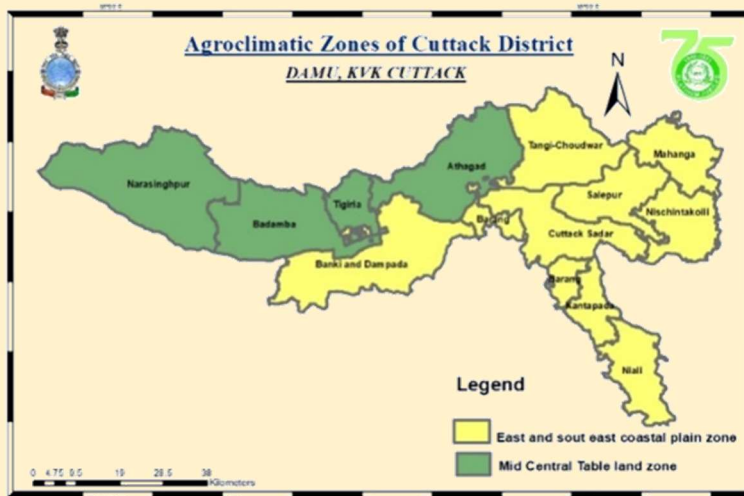 Agroclimatic Zones of Cuttack District
DAMU, KVK CUTTACK
75
N
Tangi-Choudwar
Mahanga
Athagad
Narasinghpur
Salepur
Tigiria
Nischintakoili
Badamba
Cuttack Sadar
Banki and Dampada
Barang
Kantapada
Niali
Legend
East and sout east coastal plain zone
Mid Central Table land zone
0 4.75 9.5 19 28.5 38
Kilometers